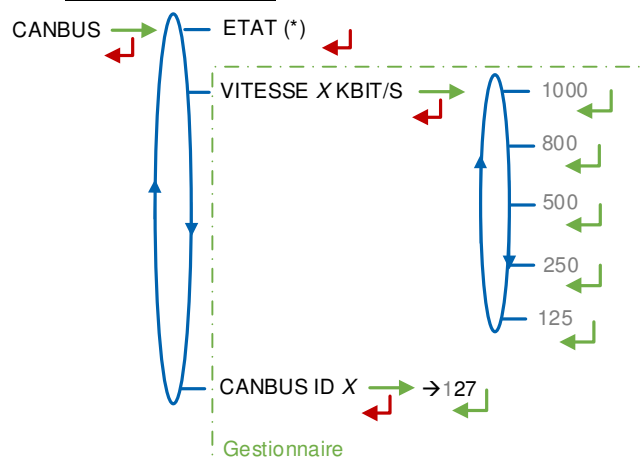 CANBUS
ETAT (*)
VITESSE X KBIT/S
1000
800
500
250
125
CANBUS ID X
→127
Gestionnaire